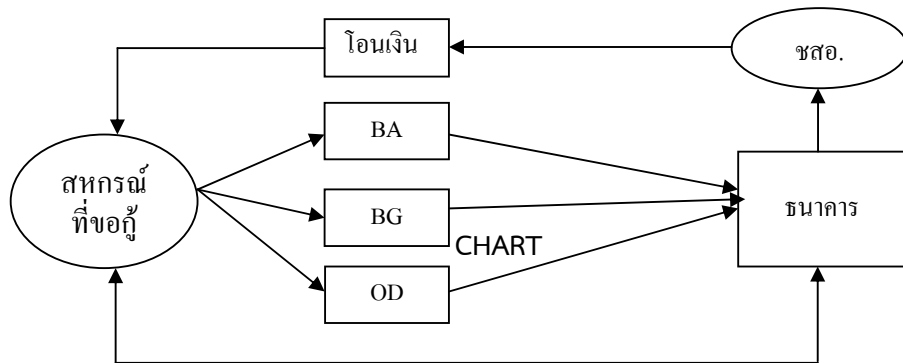 โอนเงิน
ชสอ.
BA
สหกรณ์
ที่ขอกู้
BG
ธนาคาร
CHART
OD